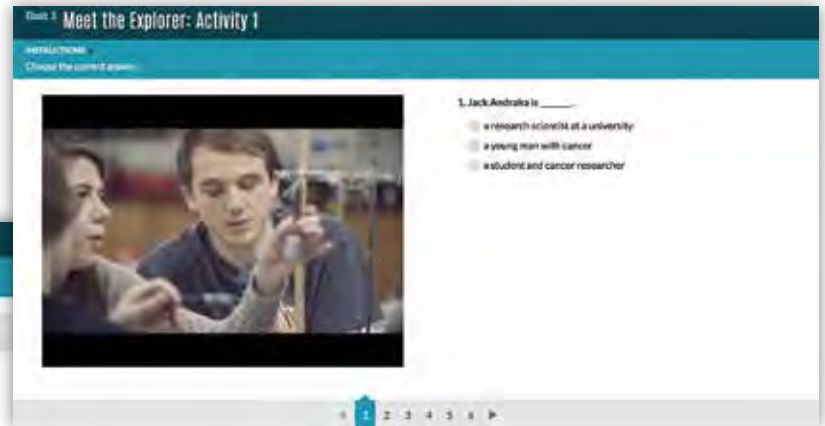 Meet the Explorer: Activity 1
INSTRUCTIONS
Choose the correct answer.
1. Jack Andraka is ______.
a research scientist at a university
a young man with cancer
a student and cancer researcher
1 2 3 4 5 6